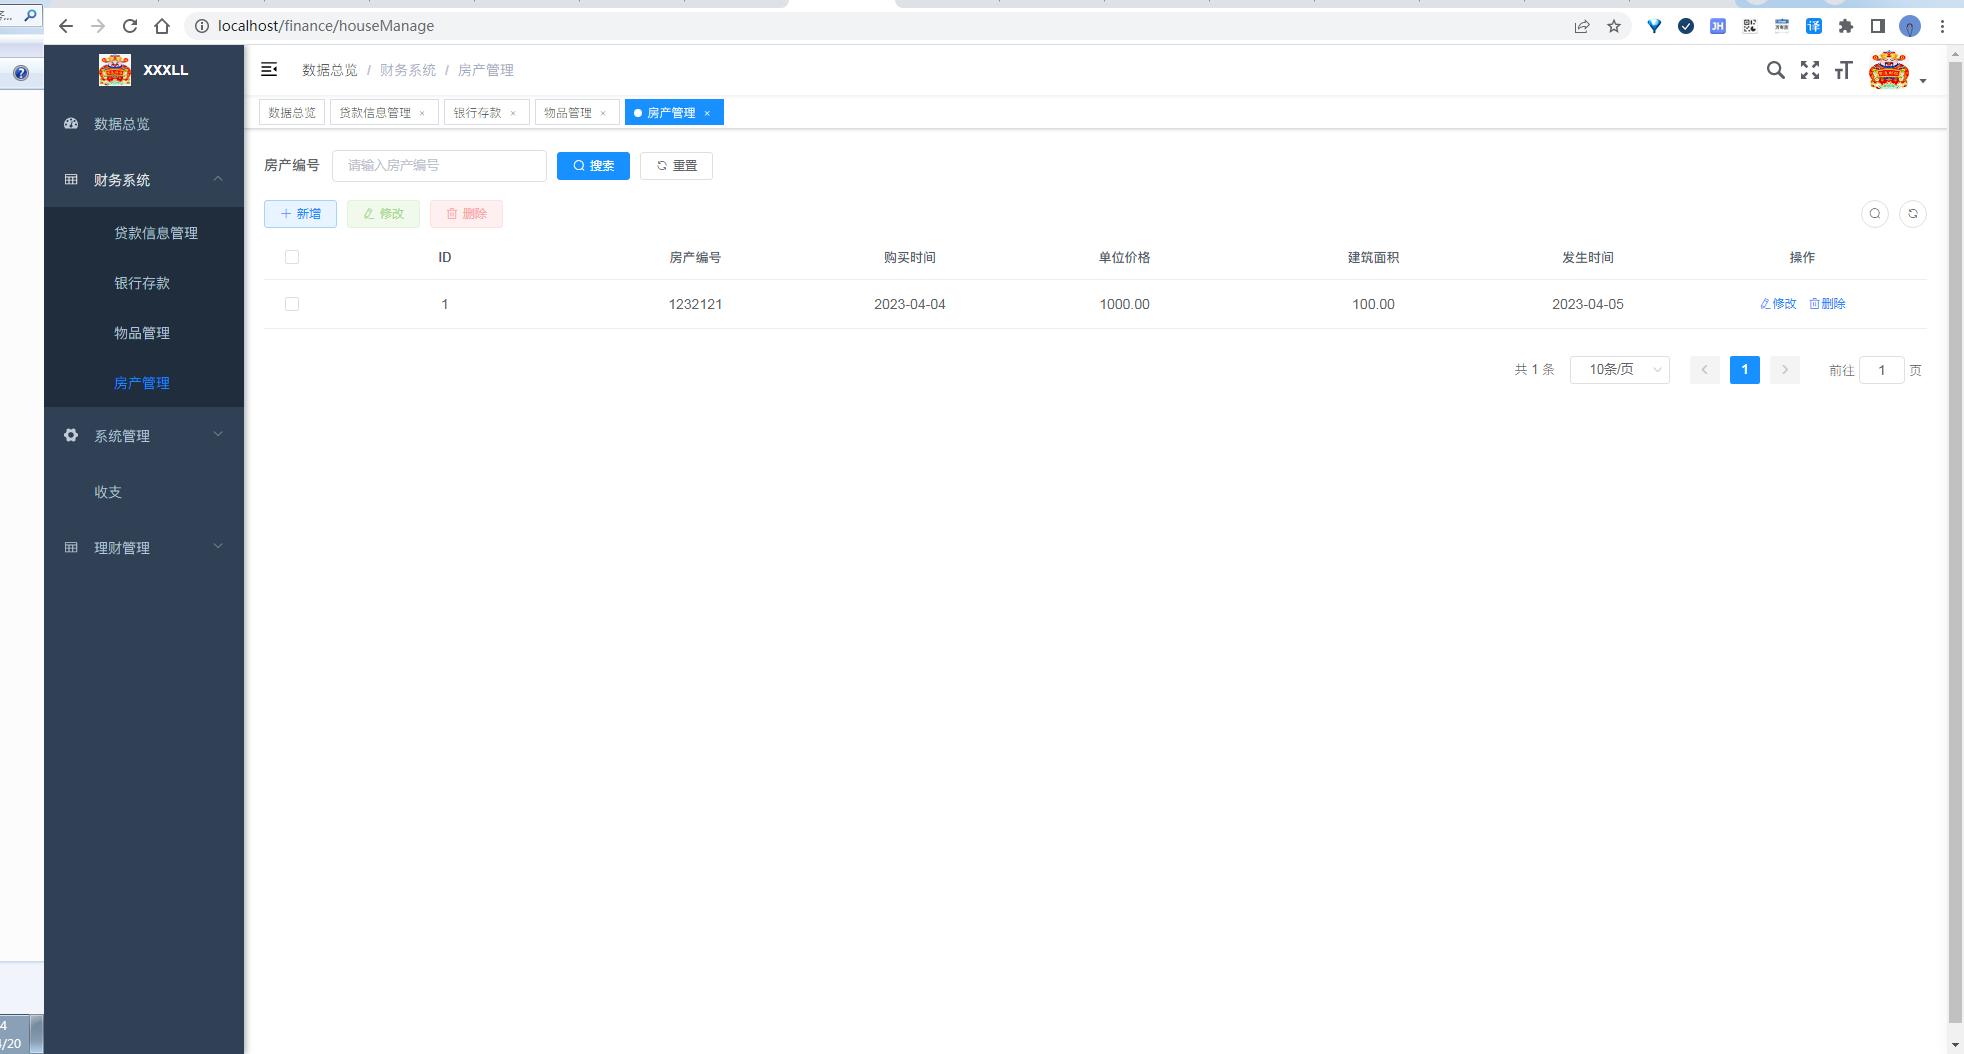 localhost/finance/houseManage
JH
译
XXXLL
数据总览 / 财务系统 / 房产管理
数据总览
贷款信息管理 ×
银行存款 ×
物品管理 ×
房产管理 ×
数据总览
财务系统
贷款信息管理
银行存款
物品管理
房产管理
系统管理
收支
理财管理
房产编号 请输入房产编号 搜索 重置
新增 修改 删除
ID 房产编号 购买时间 单位价格 建筑面积 发生时间 操作
1 1232121 2023-04-04 1000.00 100.00 2023-04-05 修改 删除
共 1 条 10条/页 1 前往 1 页
4
/20